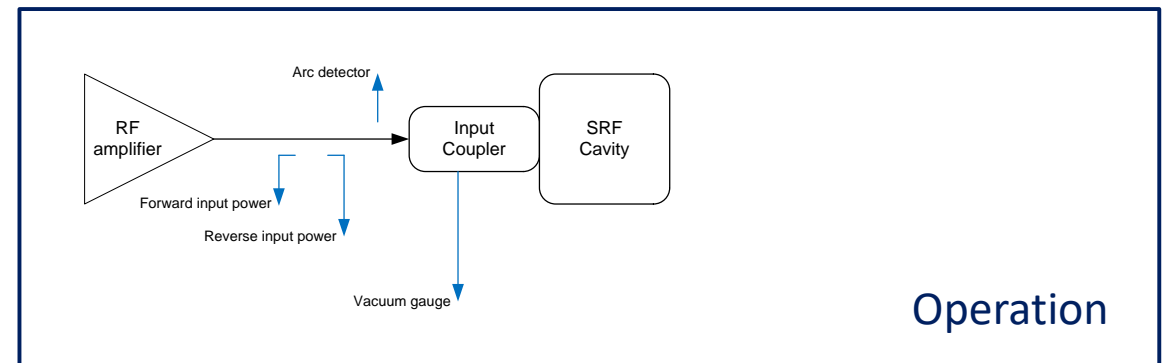 Arc detector
RF
amplifier
Input
Coupler
SRF
Cavity
Forward input power
Reverse input power
Vacuum gauge
Operation